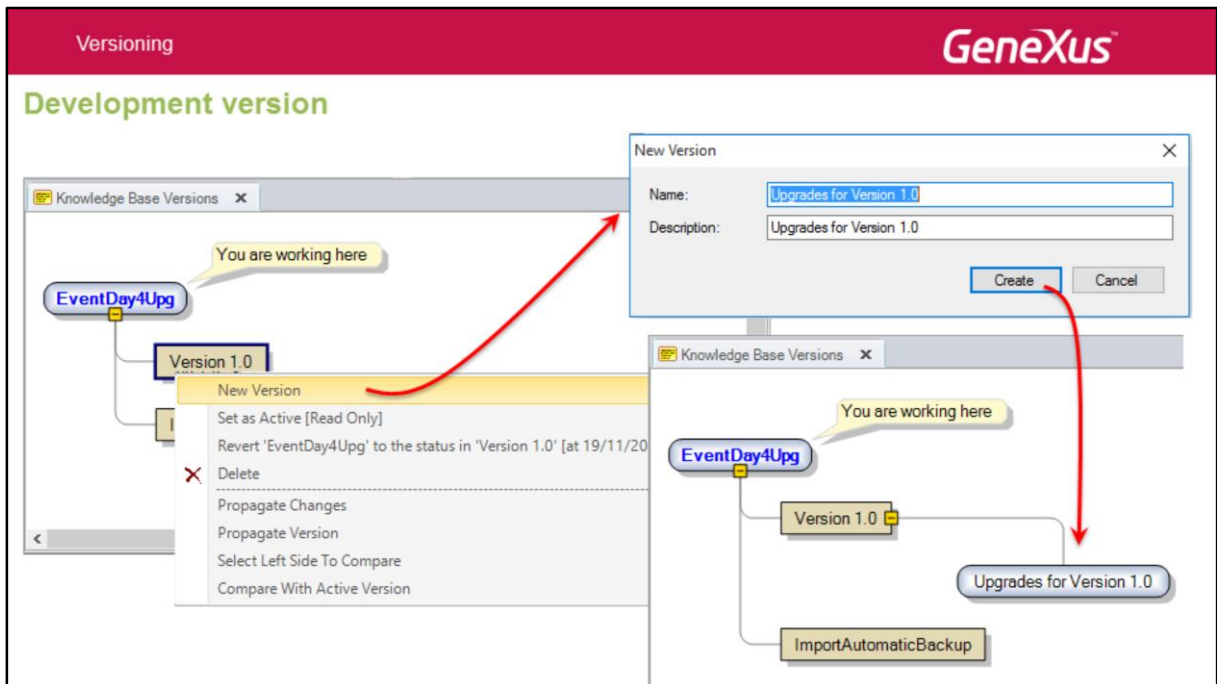 Versioning
GeneXus™
Development version
New Version
Name:
Upgrades for Version 1.0
Description:
Upgrades for Version 1.0
Create
Cancel
Knowledge Base Versions
You are working here
EventDay4Upg
Version 1.0
New Version
Set as Active [Read Only]
Revert 'EventDay4Upg' to the status in 'Version 1.0' [at 19/11/20
Delete
Propagate Changes
Propagate Version
Select Left Side To Compare
Compare With Active Version
Knowledge Base Versions
You are working here
EventDay4Upg
Version 1.0
Upgrades for Version 1.0
ImportAutomaticBackup